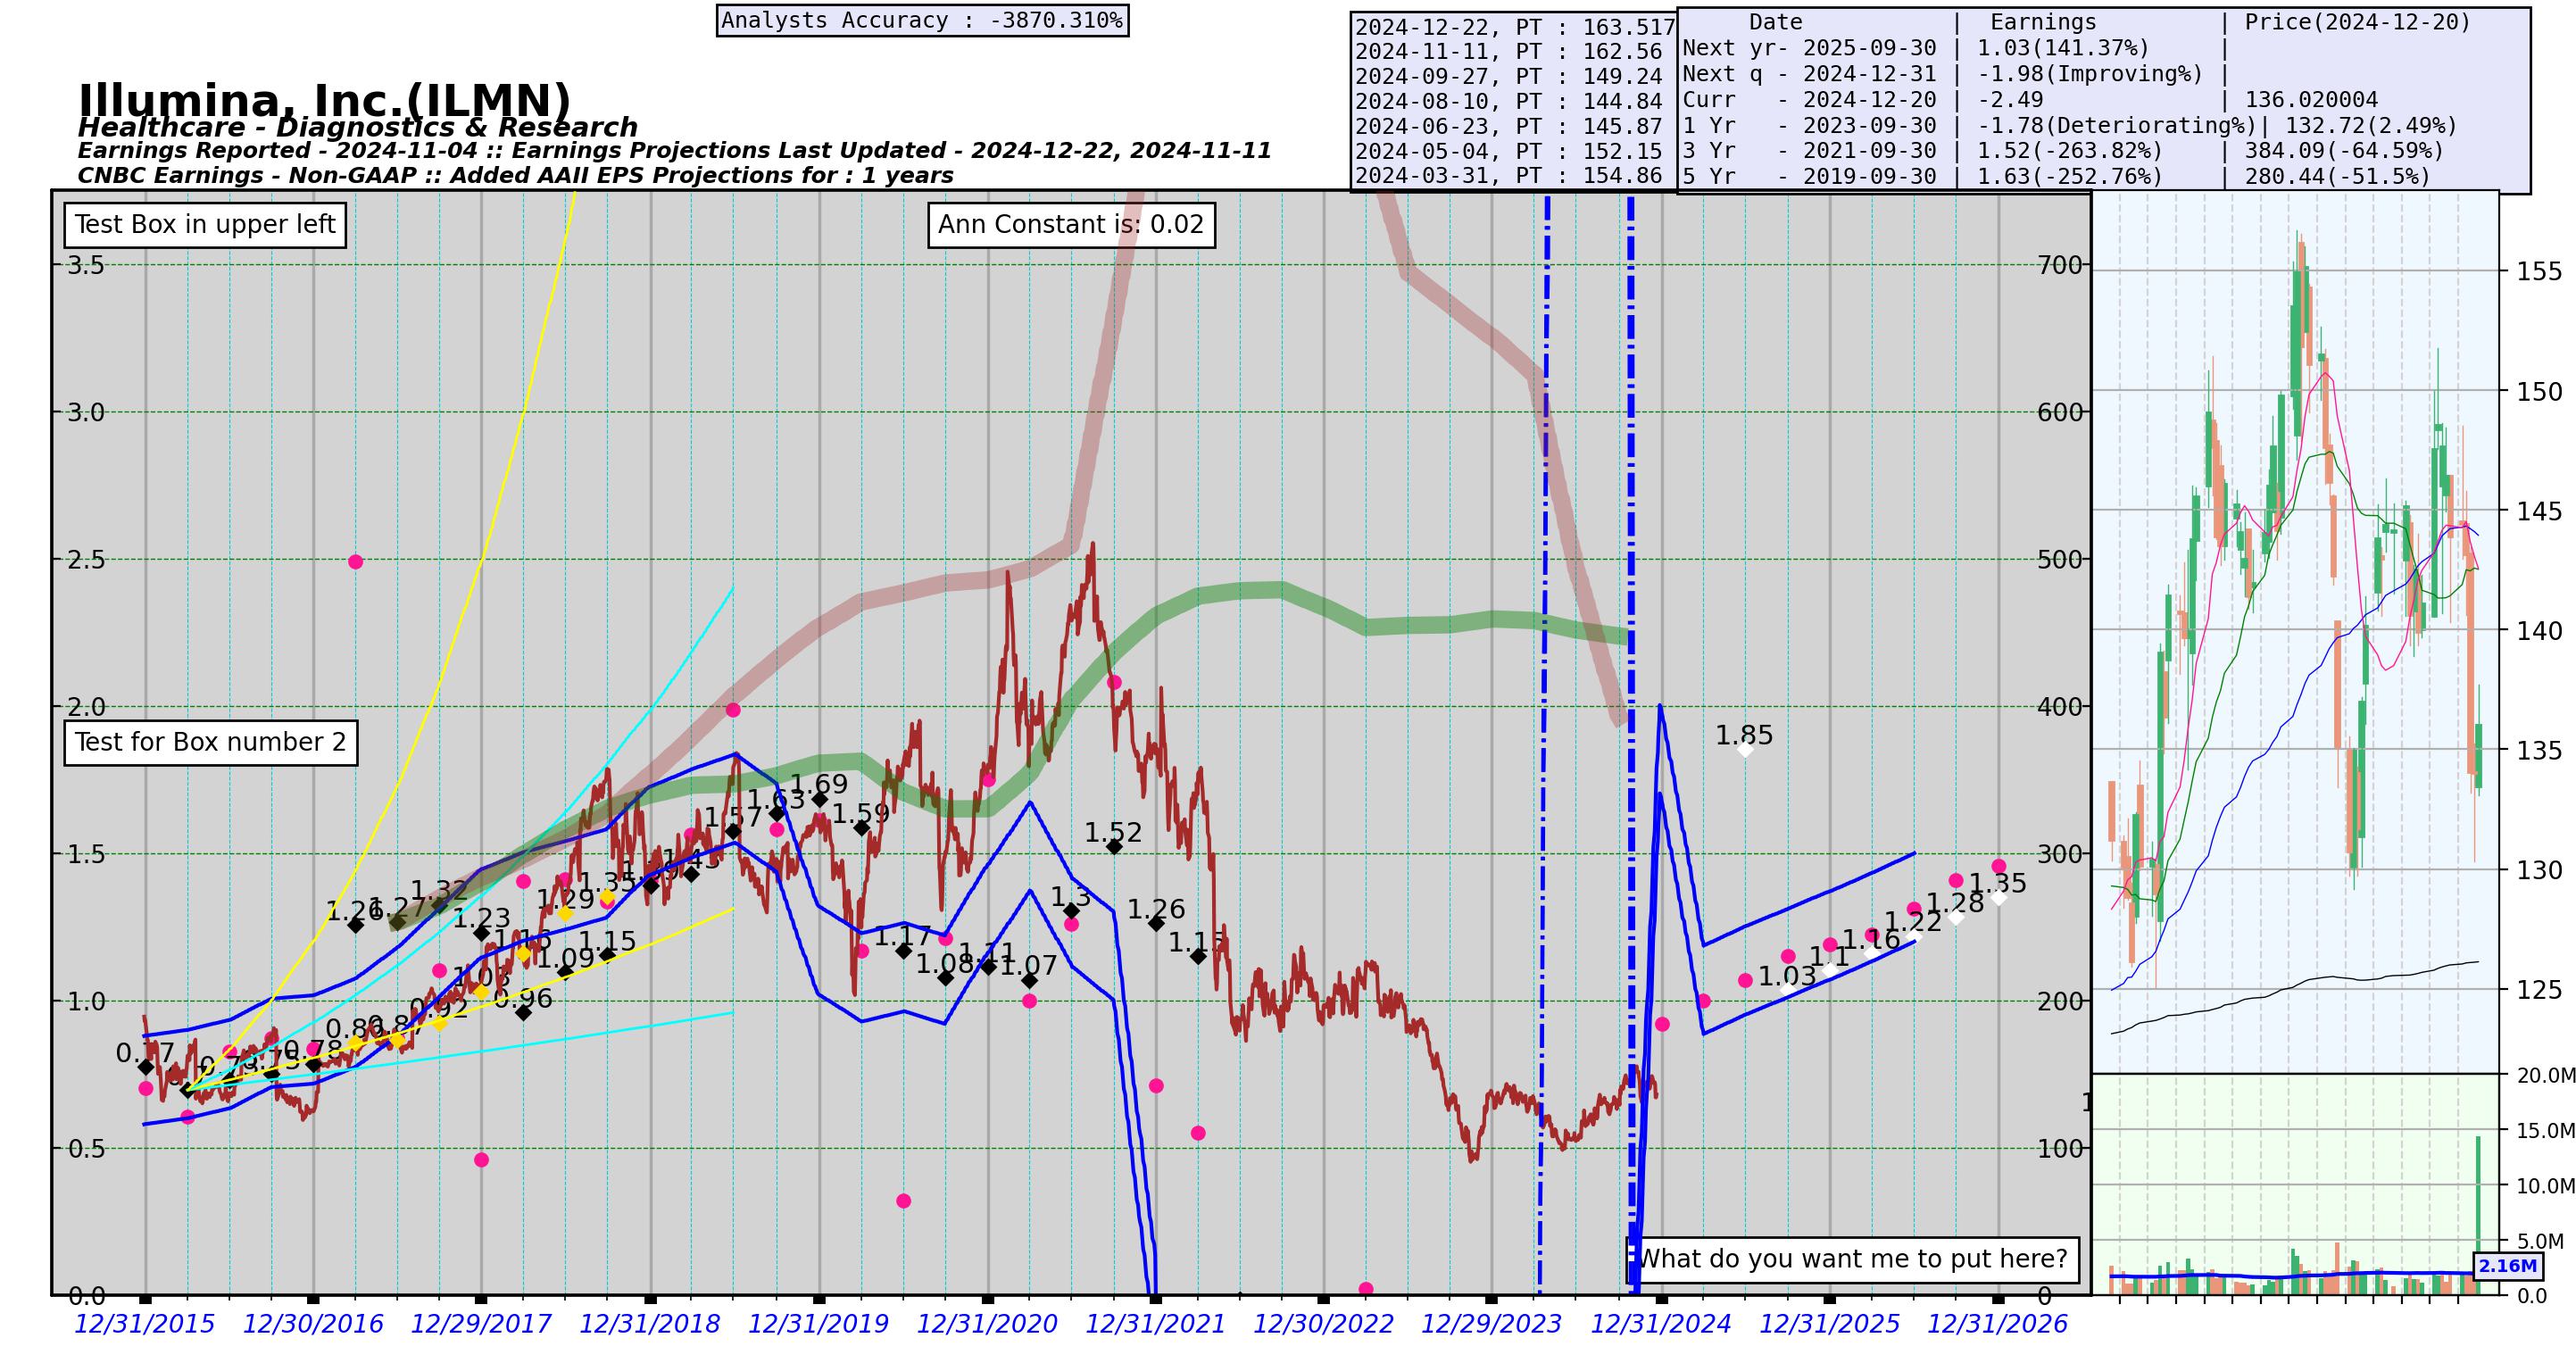 Analysts Accuracy : -3870.310%
2024-12-22, PT : 163.517
2024-11-11, PT : 162.56
2024-09-27, PT : 149.24
2024-08-10, PT : 144.84
2024-06-23, PT : 145.87
2024-05-04, PT : 152.15
2024-03-31, PT : 154.86
Date | Earnings | Price(2024-12-20)
Next yr- 2025-09-30 | 1.03(141.37%) |
Next q - 2024-12-31 | -1.98(Improving%) |
Curr - 2024-12-20 | -2.49 | 136.020004
1 Yr - 2023-09-30 | -1.78(Deteriorating%)| 132.72(2.49%)
3 Yr - 2021-09-30 | 1.52(-263.82%) | 384.09(-64.59%)
5 Yr - 2019-09-30 | 1.63(-252.76%) | 280.44(-51.5%)
Illumina, Inc.(ILMN)
Healthcare - Diagnostics & Research
Earnings Reported - 2024-11-04 :: Earnings Projections Last Updated - 2024-12-22, 2024-11-11
CNBC Earnings - Non-GAAP :: Added AAII EPS Projections for : 1 years
Test Box in upper left
Ann Constant is: 0.02
Test for Box number 2
What do you want me to put here?
3.5
3.0
2.5
2.0
1.5
1.0
0.5
0.0
700
600
500
400
300
200
100
0
0.77
0.73
0.75
0.78
0.86
0.87
0.92
1.03
1.16
1.29
1.35
1.26
1.27
1.32
1.23
0.96
1.09
1.15
1.43
1.57
1.63
1.69
1.59
1.17
1.08
1.11
1.07
1.3
1.52
1.26
1.15
1.85
1.03
1.1
1.16
1.22
1.28
1.35
155
150
145
140
135
130
125
20.0M
15.0M
10.0M
5.0M
2.16M
0.0
12/31/2015 12/30/2016 12/29/2017 12/31/2018 12/31/2019 12/31/2020 12/31/2021 12/30/2022 12/29/2023 12/31/2024 12/31/2025 12/31/2026